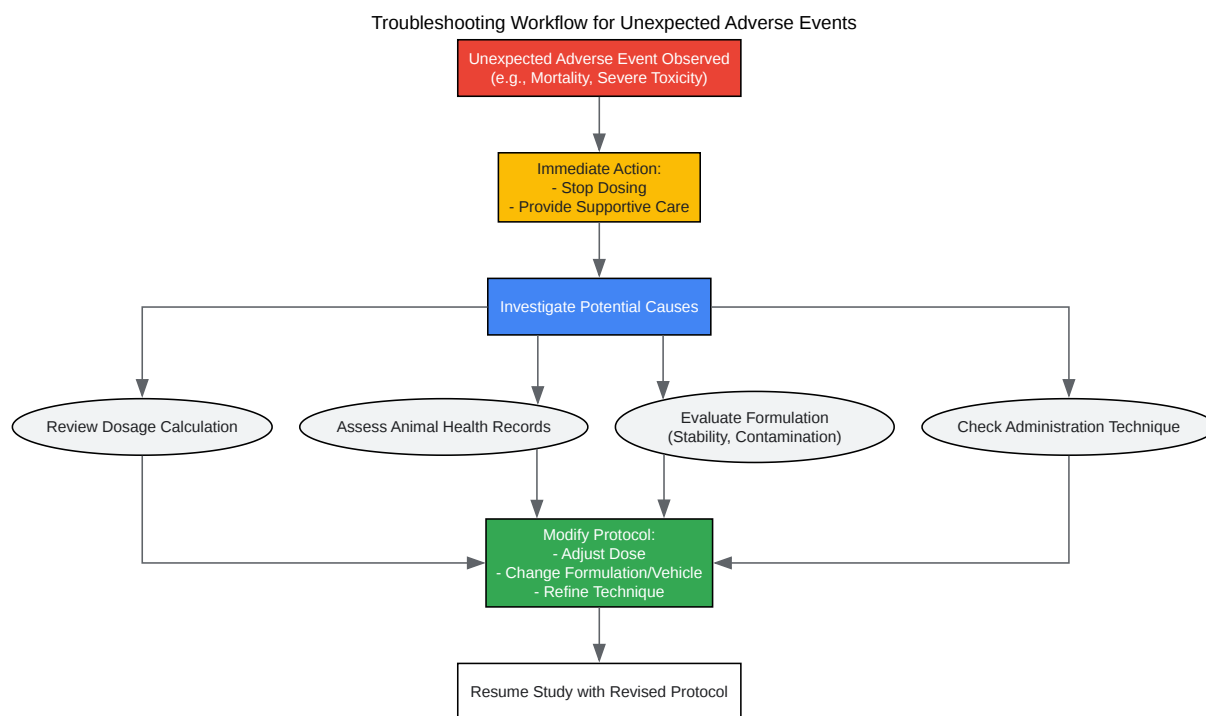 Troubleshooting Workflow for Unexpected Adverse Events
Unexpected Adverse Event Observed
(e.g., Mortality, Severe Toxicity)
Immediate Action:
- Stop Dosing
- Provide Supportive Care
Investigate Potential Causes
Review Dosage Calculation
Assess Animal Health Records
Evaluate Formulation
(Stability, Contamination)
Check Administration Technique
Modify Protocol:
- Adjust Dose
- Change Formulation/Vehicle
- Refine Technique
Resume Study with Revised Protocol